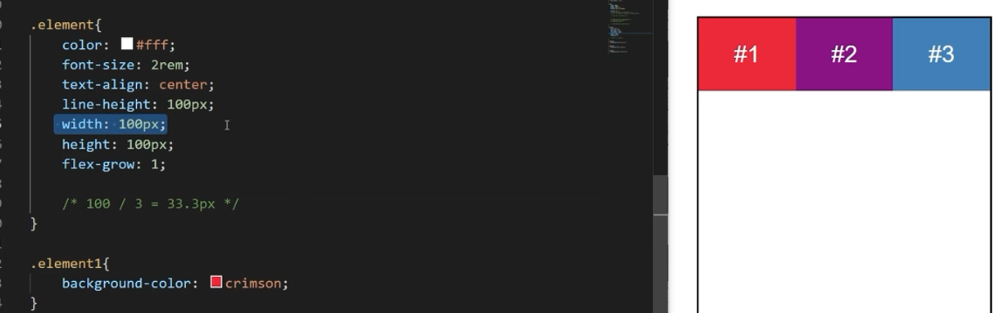 .element{
color: #fff;
font-size: 2rem;
text-align: center;
line-height: 100px;
width: 100px;
height: 100px;
flex-grow: 1;
/* 100 / 3 = 33.3px */
}
.element1{
background-color: crimson;
}
#1 #2 #3